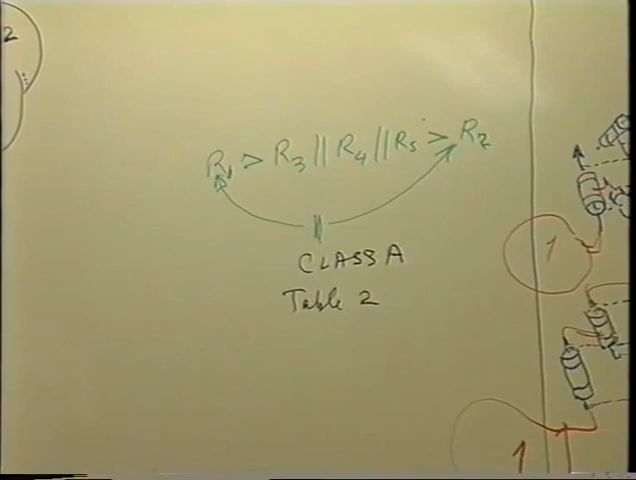 2
R1 > R3 || R4 || R5 > R2
||
CLASS A
Table 2
1
1